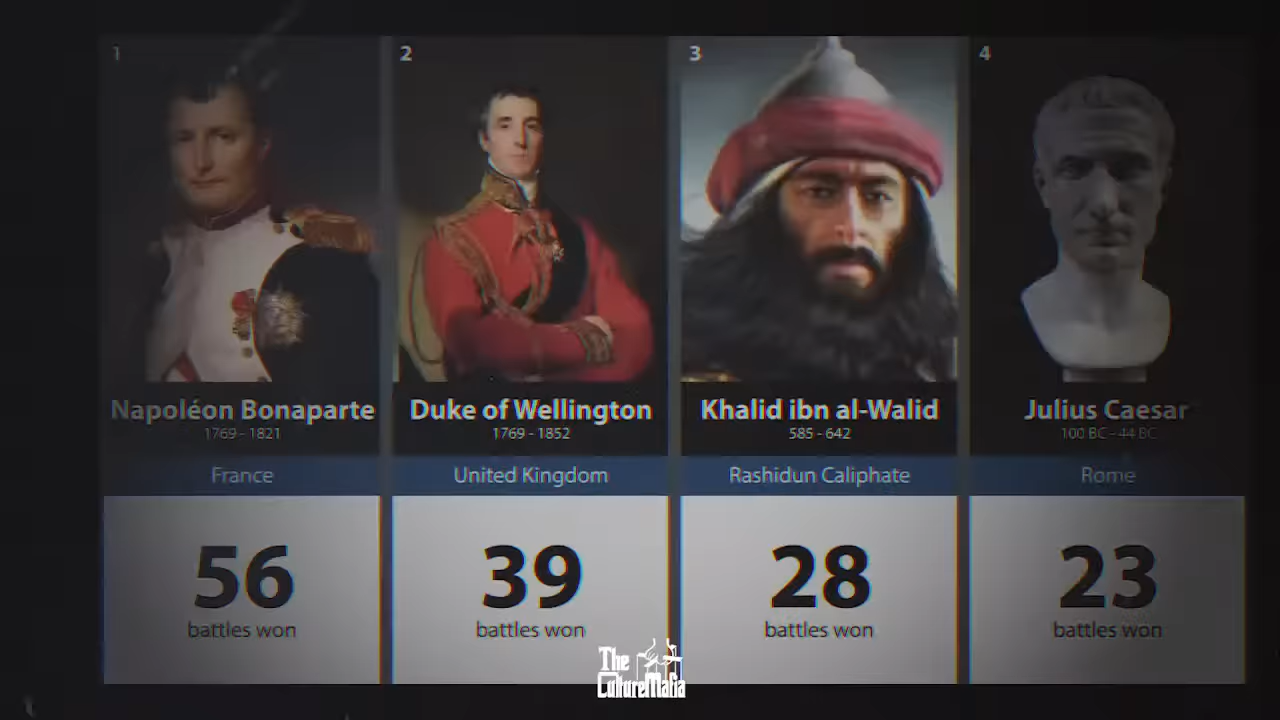 1
Napoléon Bonaparte
1769 - 1821
France
56
battles won
2
Duke of Wellington
1769 - 1852
United Kingdom
39
battles won
3
Khalid ibn al-Walid
585 - 642
Rashidun Caliphate
28
battles won
4
Julius Caesar
100 BC - 44 BC
Rome
23
battles won
The
CultureMafia